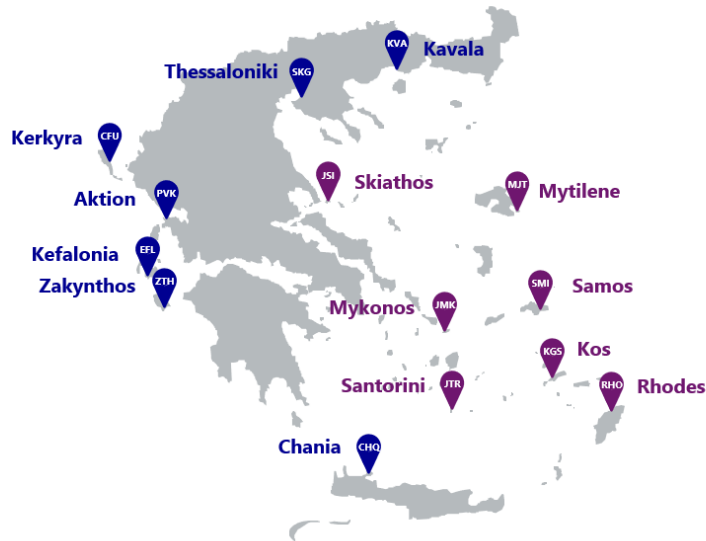 KVA
Kavala
Thessaloniki
SKG
CFU
Kerkyra
JSI
Skiathos
MJT
Mytilene
PVK
Aktion
EFL
Kefalonia
ZTH
Zakynthos
SMI
Samos
Mykonos
JMK
KGS
Kos
Santorini
JTR
RHO
Rhodes
Chania
CHQ